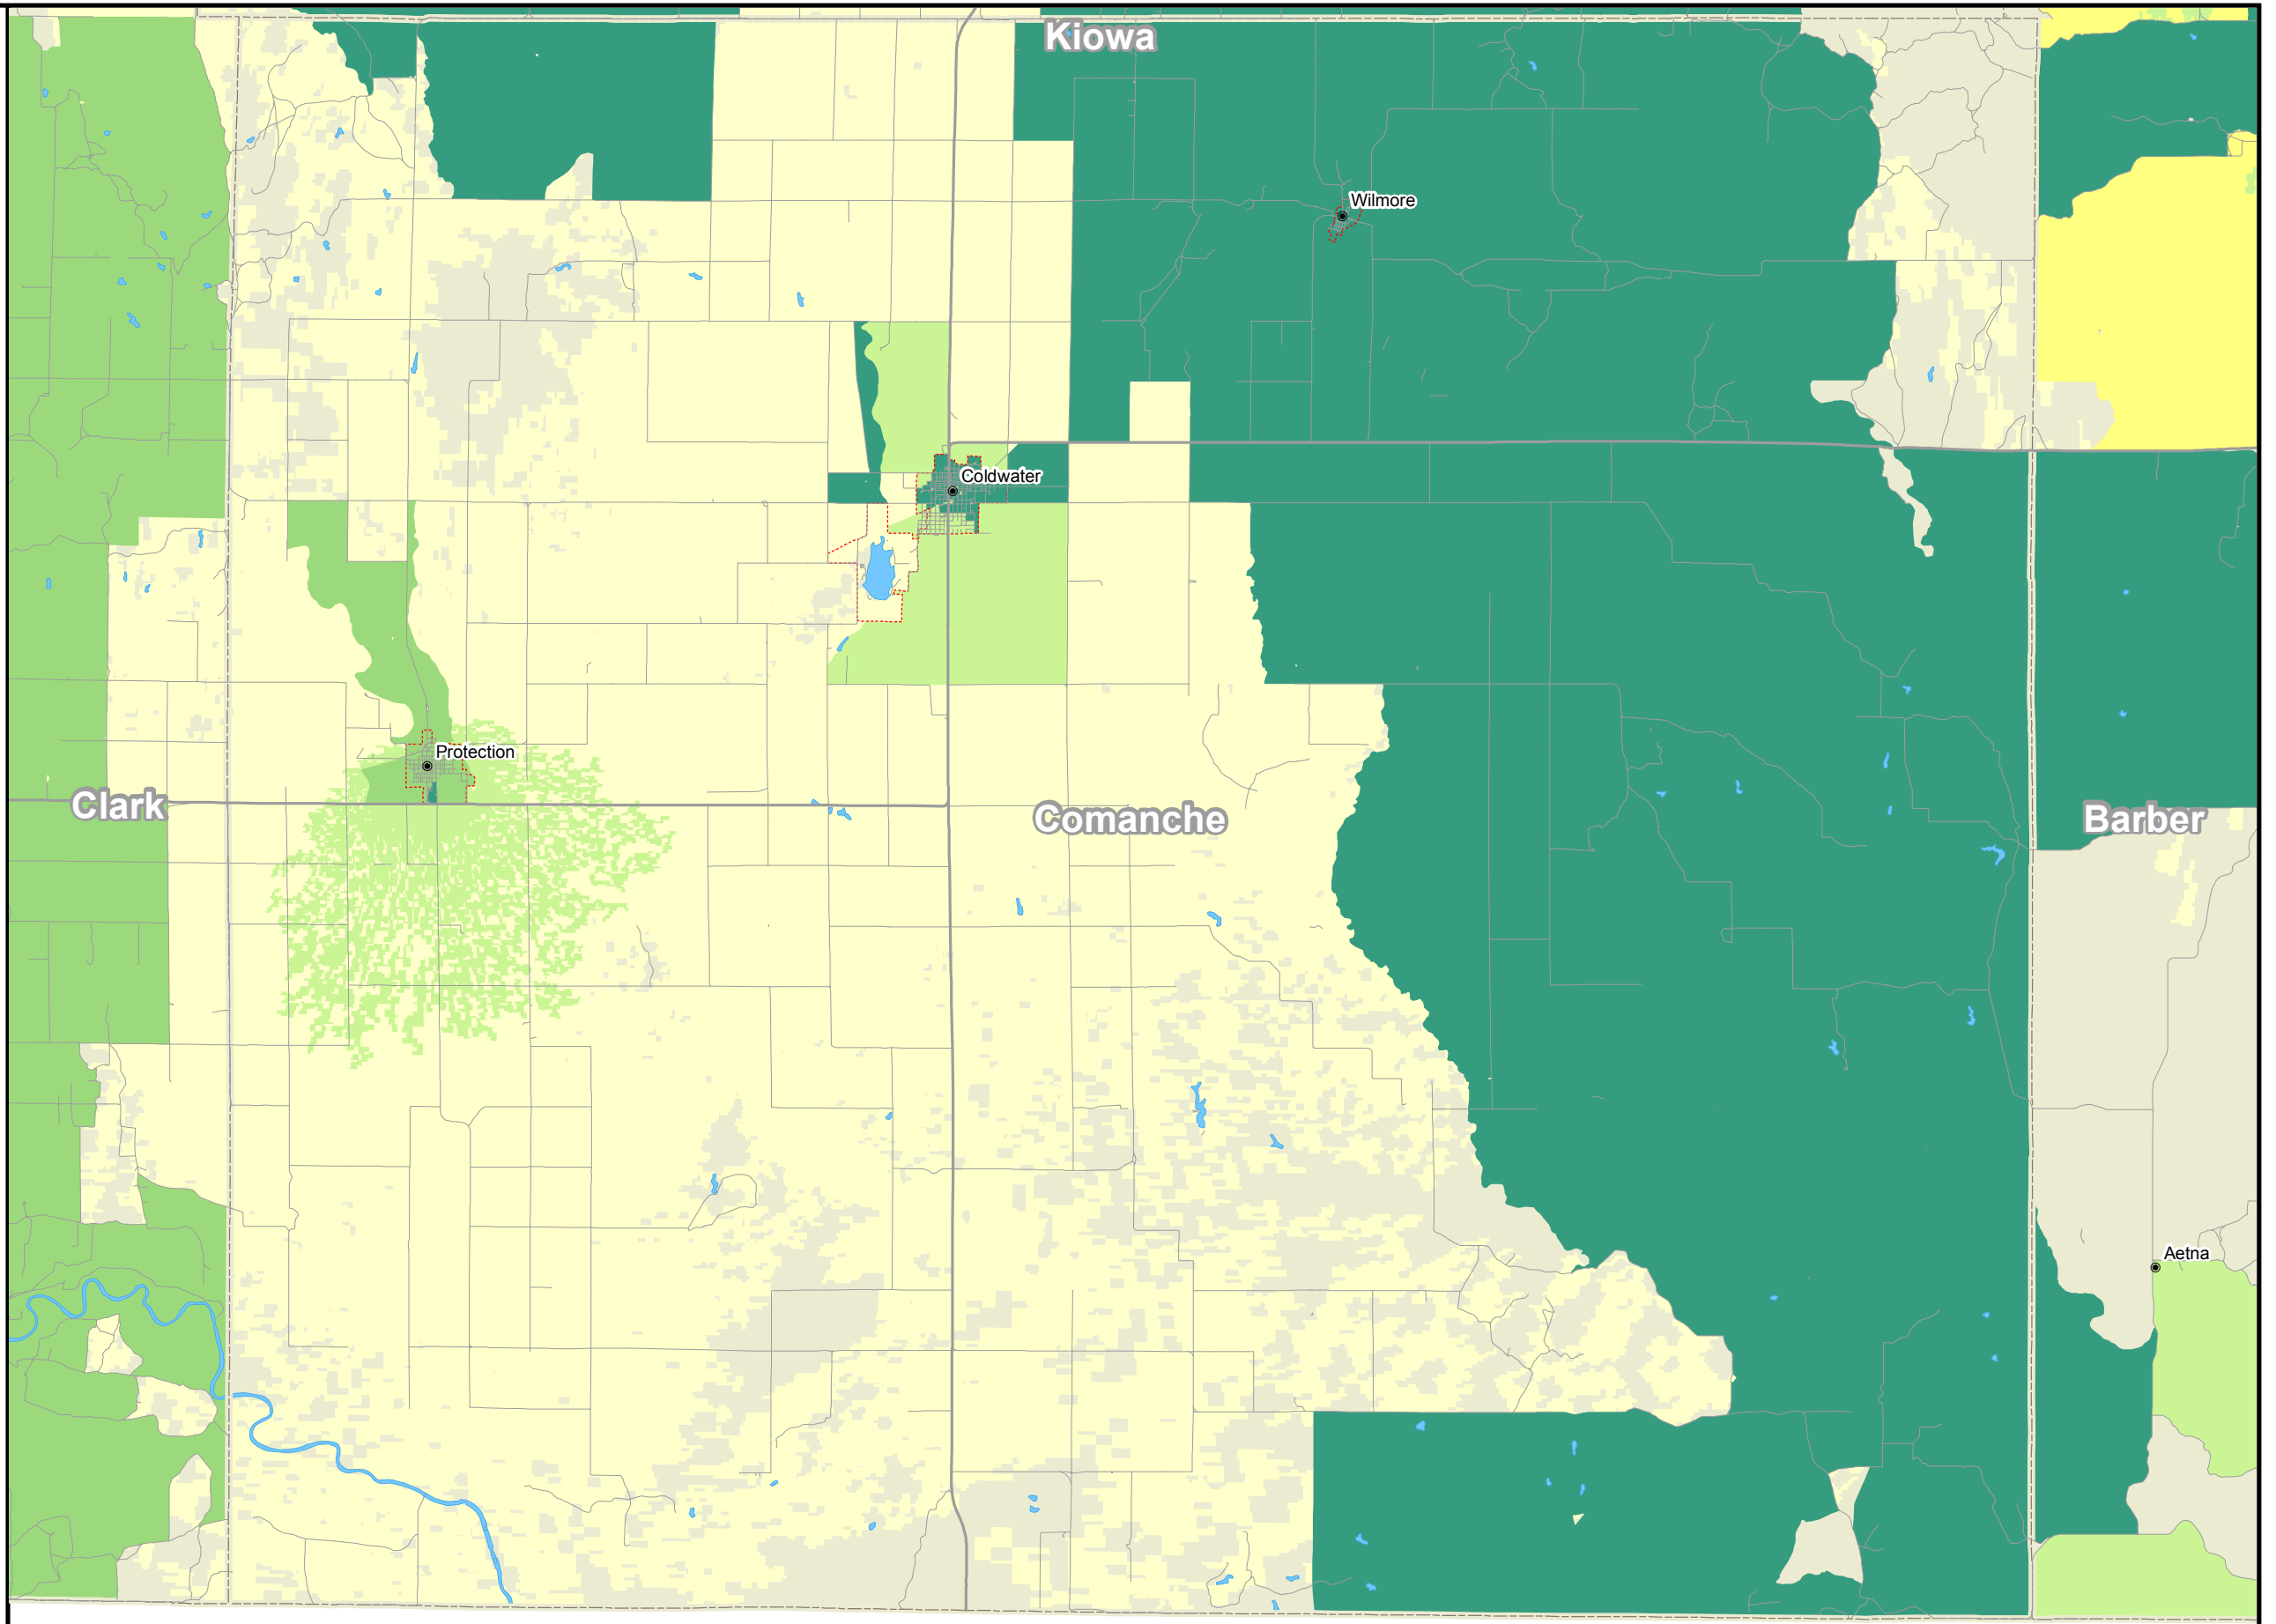 Kiowa
Wilmore
Coldwater
Protection
Clark
Comanche
Barber
Aetna